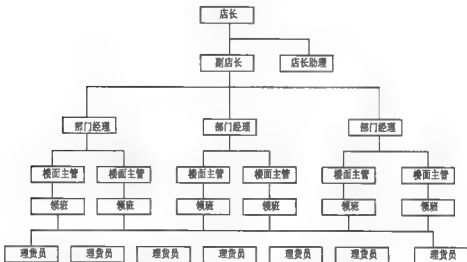 店长
副店长 店长助理
部门经理 部门经理 部门经理
楼面主管 楼面主管 楼面主管 楼面主管 楼面主管 楼面主管
领班 领班 领班 领班 领班 领班
理货员 理货员 理货员 理货员 理货员 理货员 理货员